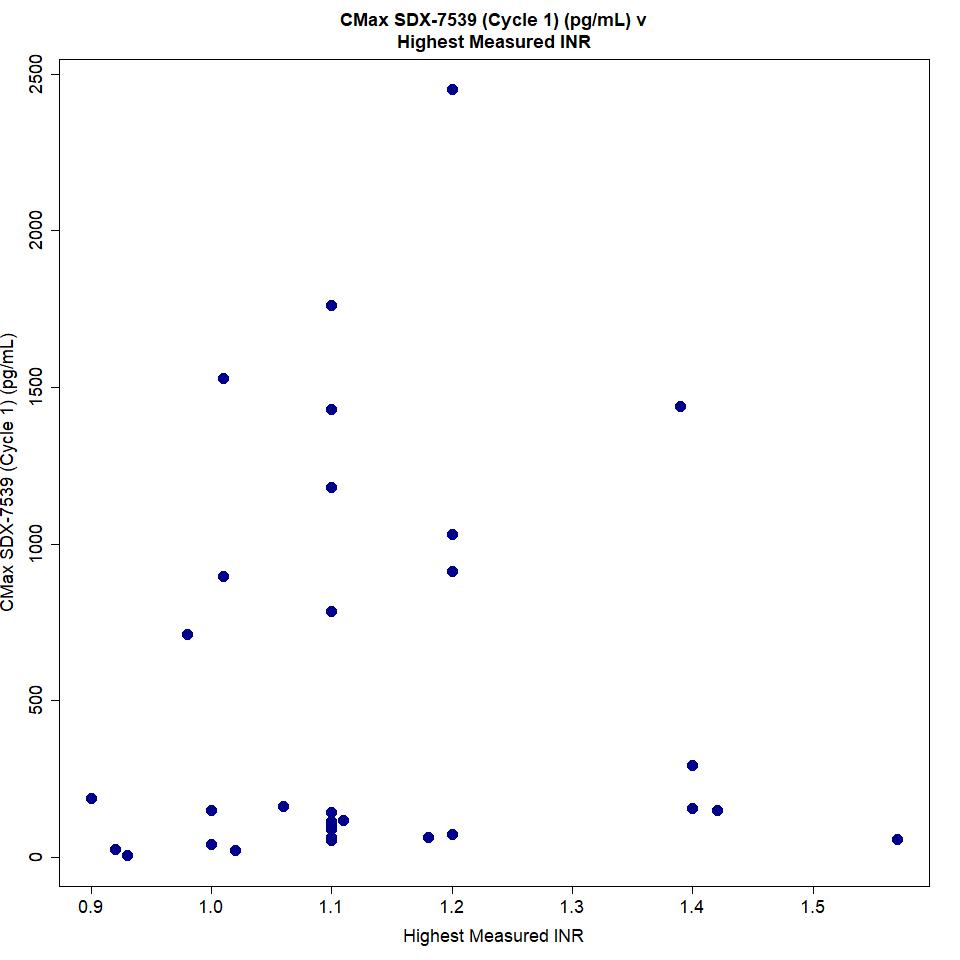 CMax SDX-7539 (Cycle 1) (pg/mL) v
Highest Measured INR
CMax SDX-7539 (Cycle 1) (pg/mL)
2500
2000
1500
1000
500
0
0.9 1.0 1.1 1.2 1.3 1.4 1.5
Highest Measured INR